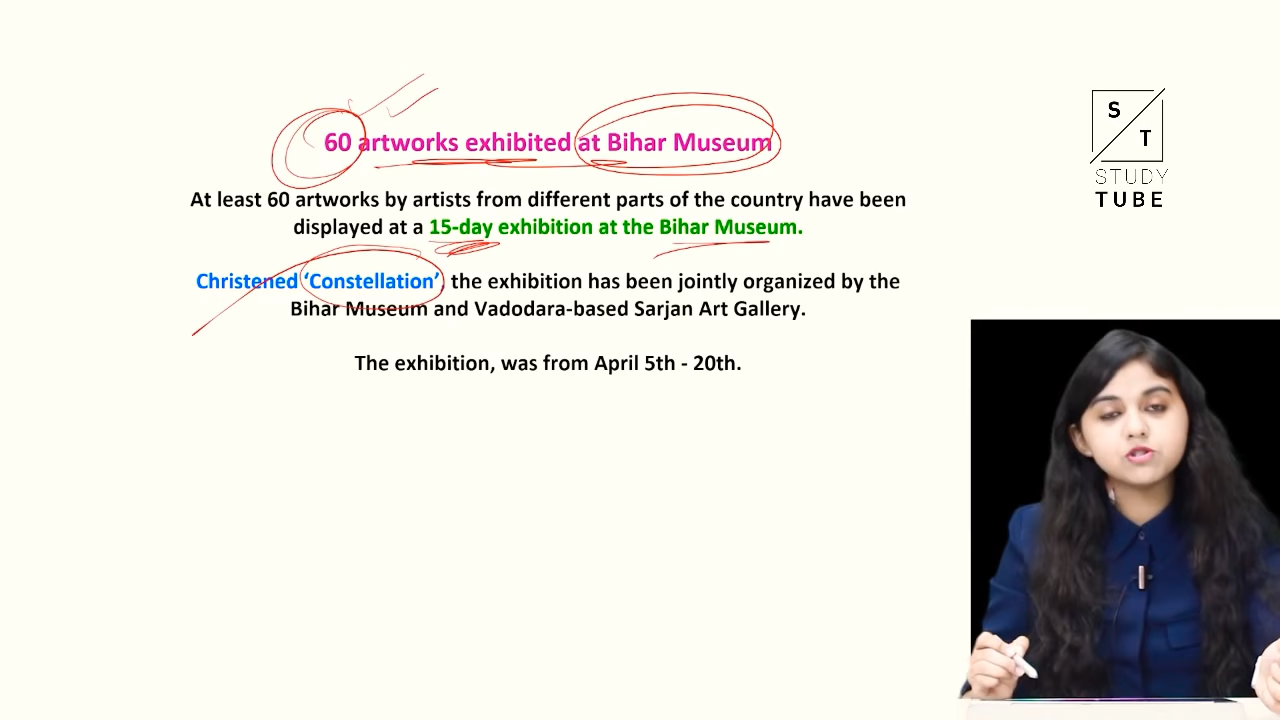 60 artworks exhibited at Bihar Museum
At least 60 artworks by artists from different parts of the country have been
displayed at a 15-day exhibition at the Bihar Museum.
Christened ‘Constellation’, the exhibition has been jointly organized by the
Bihar Museum and Vadodara-based Sarjan Art Gallery.
The exhibition, was from April 5th - 20th.
S
T
STUDY
TUBE